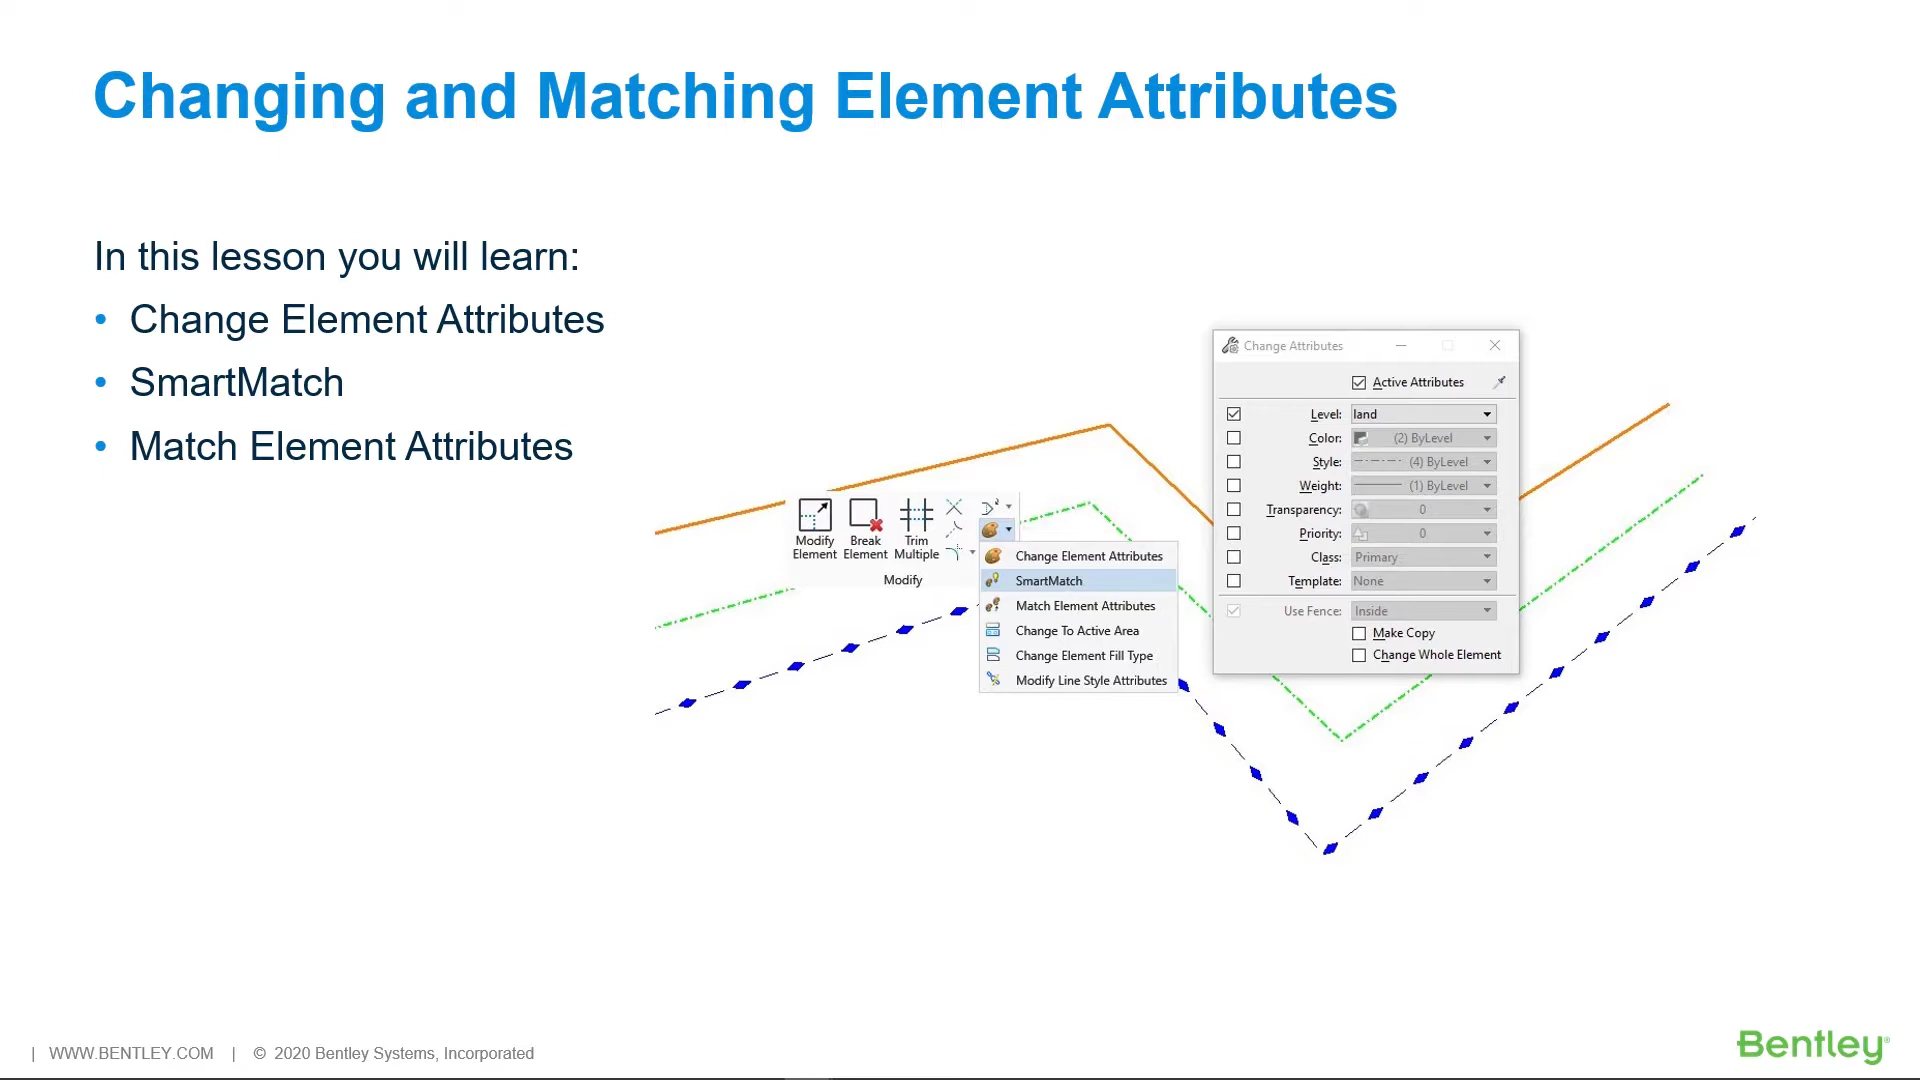 Changing and Matching Element Attributes
In this lesson you will learn:
• Change Element Attributes
• SmartMatch
• Match Element Attributes
Modify Element
Break Element
Trim Multiple
Modify
Change Element Attributes
SmartMatch
Match Element Attributes
Change To Active Area
Change Element Fill Type
Modify Line Style Attributes
Change Attributes
Active Attributes
Level: land
Color: (2) ByLevel
Style: (4) ByLevel
Weight: (1) ByLevel
Transparency: 0
Priority: 0
Class: Primary
Template: None
Use Fence: Inside
Make Copy
Change Whole Element
| WWW.BENTLEY.COM | © 2020 Bentley Systems, Incorporated
Bentley®